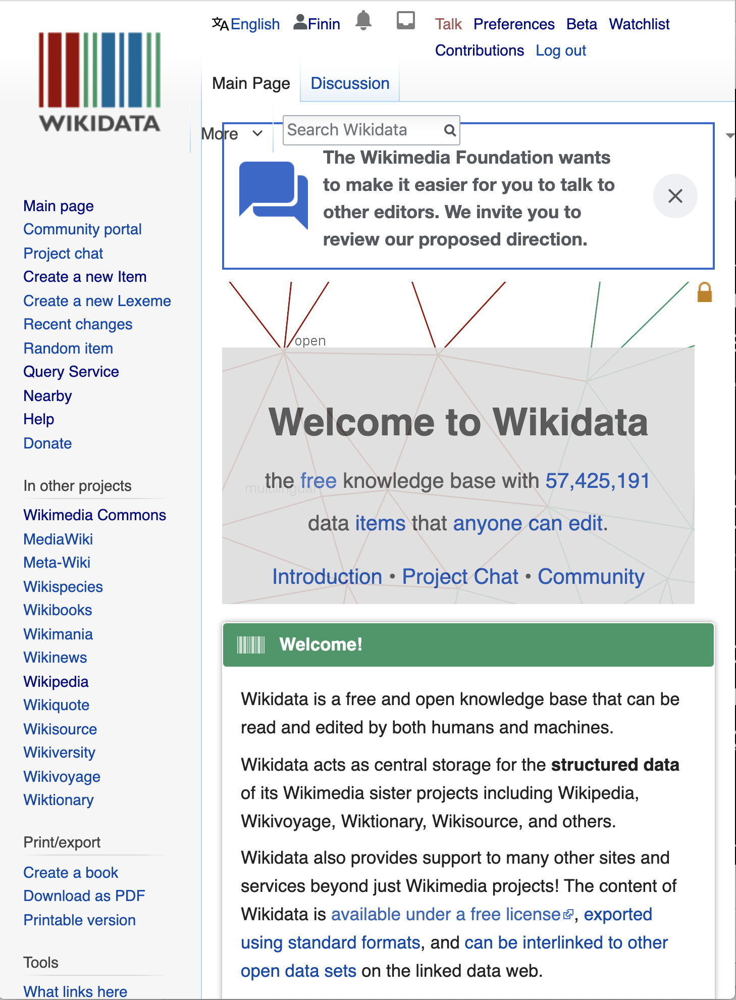 English Finin Talk Preferences Beta Watchlist
Contributions Log out
Main Page Discussion
WIKIDATA
More Search Wikidata
The Wikimedia Foundation wants
to make it easier for you to talk to
other editors. We invite you to
review our proposed direction.
Main page
Community portal
Project chat
Create a new Item
Create a new Lexeme
Recent changes
Random item
Query Service
Nearby
Help
Donate
In other projects
Wikimedia Commons
MediaWiki
Meta-Wiki
Wikispecies
Wikibooks
Wikimania
Wikinews
Wikipedia
Wikiquote
Wikisource
Wikiversity
Wikivoyage
Wiktionary
Print/export
Create a book
Download as PDF
Printable version
Tools
What links here
open
Welcome to Wikidata
the free knowledge base with 57,425,191
multilingual
data items that anyone can edit.
Introduction • Project Chat • Community
Welcome!
Wikidata is a free and open knowledge base that can be
read and edited by both humans and machines.
Wikidata acts as central storage for the structured data
of its Wikimedia sister projects including Wikipedia,
Wikivoyage, Wiktionary, Wikisource, and others.
Wikidata also provides support to many other sites and
services beyond just Wikimedia projects! The content of
Wikidata is available under a free license, exported
using standard formats, and can be interlinked to other
open data sets on the linked data web.